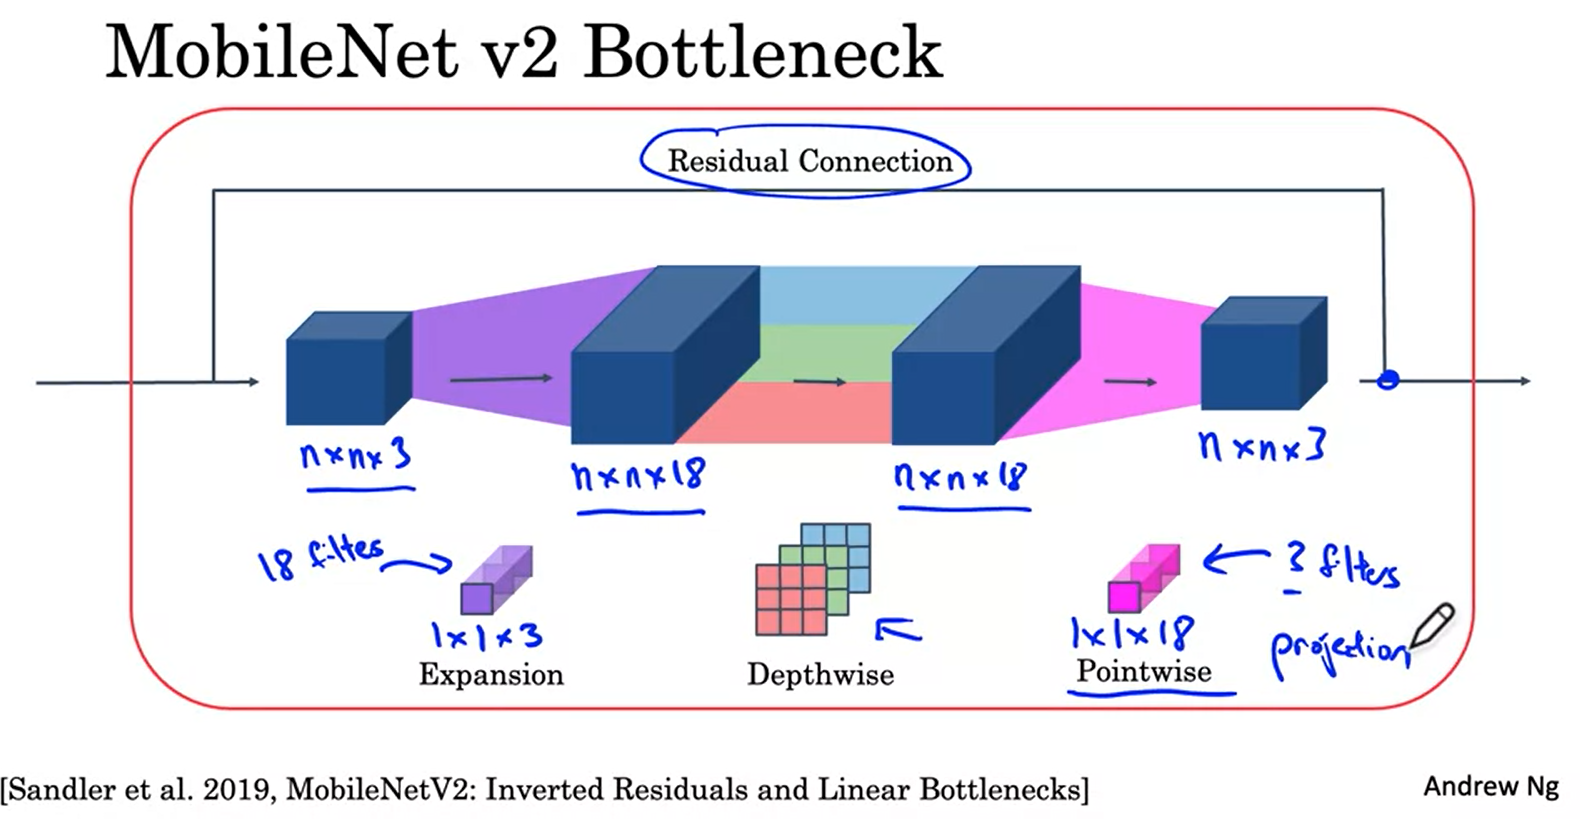 MobileNet v2 Bottleneck
Residual Connection
n×n×3
n×n×18
n×n×18
n×n×3
18 filtes
3 filters
1×1×3
1×1×18
projection
Expansion
Depthwise
Pointwise
[Sandler et al. 2019, MobileNetV2: Inverted Residuals and Linear Bottlenecks]
Andrew Ng